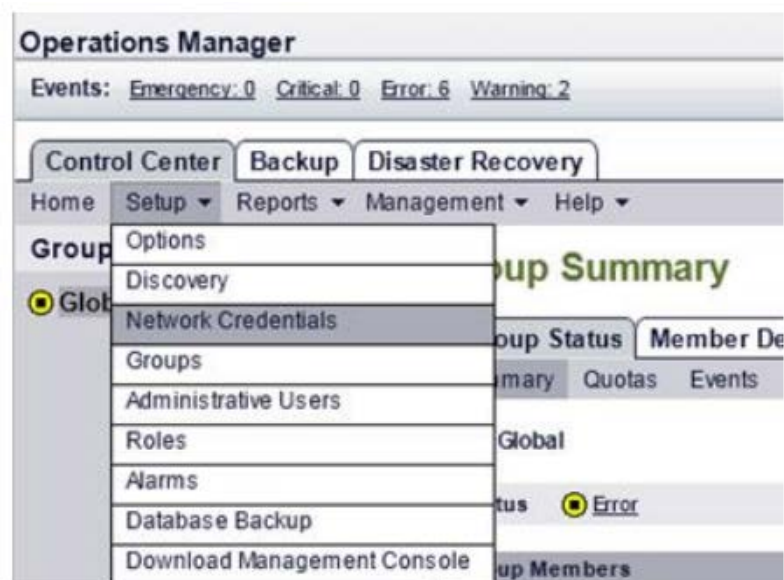 Operations Manager
Events: Emergency: 0 Critical: 0 Error: 6 Warning: 2
Control Center Backup Disaster Recovery
Home Setup Reports Management Help
Group
Options
Discovery
Network Credentials
Groups
Administrative Users
Roles
Alarms
Database Backup
Download Management Console
Glob
oup Summary
oup Status Member De
mary Quotas Events
Global
tus Error
up Members